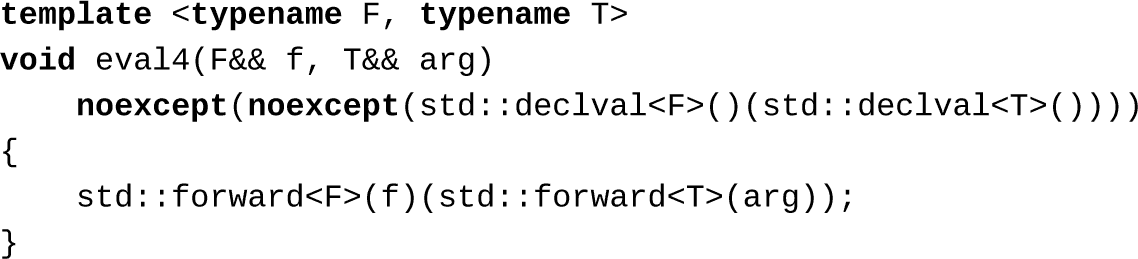 template <typename F, typename T>
void eval4(F&& f, T&& arg)
    noexcept(noexcept(std::declval<F>()(std::declval<T>())))
{
    std::forward<F>(f)(std::forward<T>(arg));
}